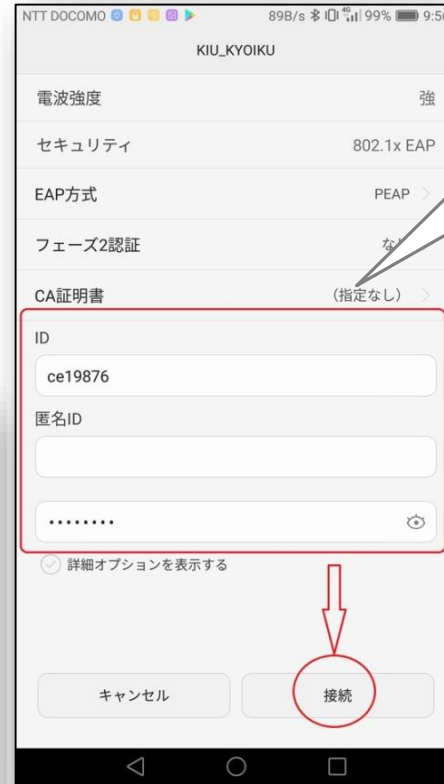 NTT DOCOMO 89B/s 4G 99% 9:5
KIU_KYOIKU
電波強度 強
セキュリティ 802.1x EAP
EAP方式 PEAP
フェーズ2認証
CA証明書 (指定なし)
ID
ce19876
匿名ID
••••••••
詳細オプションを表示する
キャンセル 接続